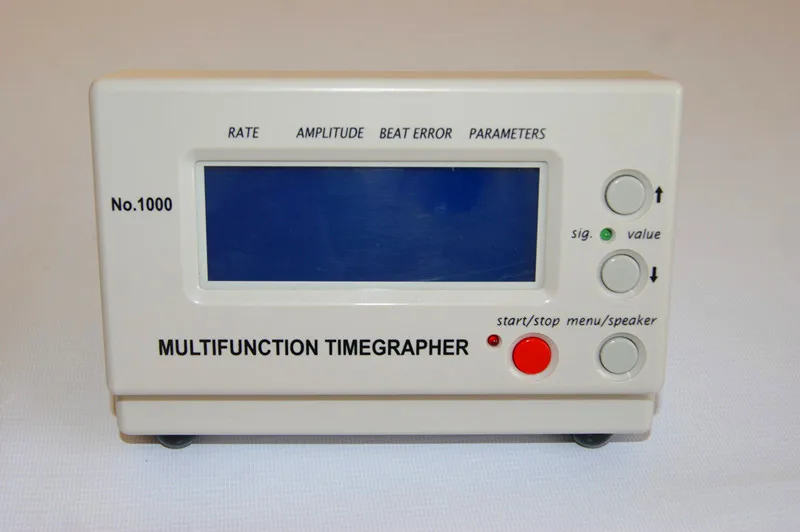 RATE AMPLITUDE BEAT ERROR PARAMETERS
No.1000
↑
sig. value
↓
start/stop menu/speaker
MULTIFUNCTION TIMEGRAPHER